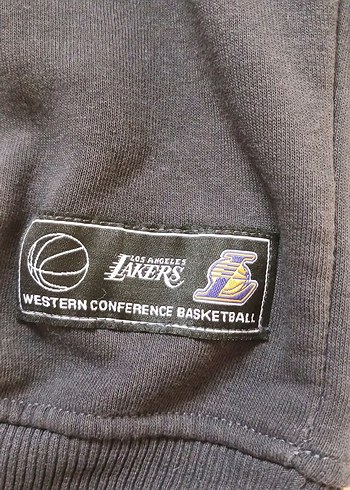 LOS ANGELES
LAKERS
L
WESTERN CONFERENCE BASKETBALL